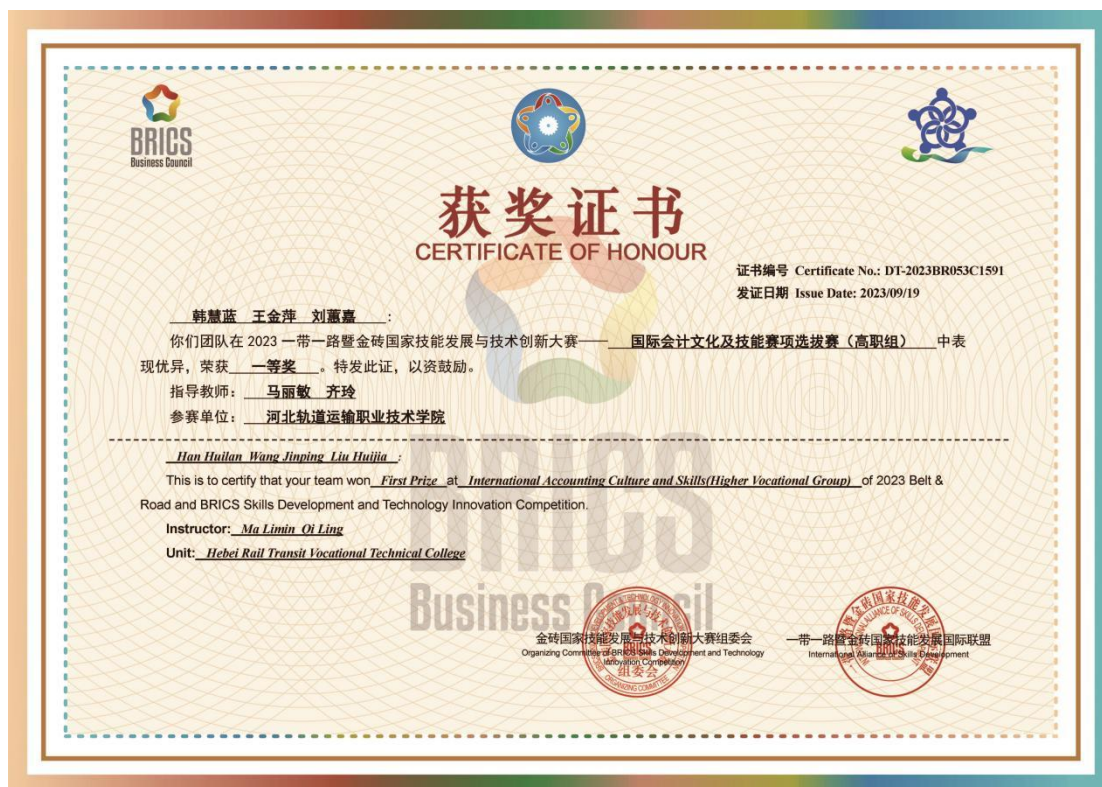 BRICS
Business Council
获奖证书
CERTIFICATE OF HONOUR
证书编号 Certificate No.: DT-2023BR053C1591
发证日期 Issue Date: 2023/09/19
韩慧蓝 王金萍 刘蕙嘉 :
你们团队在 2023 一带一路暨金砖国家技能发展与技术创新大赛——国际会计文化及技能赛项选拔赛（高职组）中表
现优异，荣获 一等奖 。特发此证，以资鼓励。
指导教师： 马丽敏 齐玲
参赛单位： 河北轨道运输职业技术学院
Han Huilan Wang Jinping Liu Huijia :
This is to certify that your team won First Prize at International Accounting Culture and Skills(Higher Vocational Group) of 2023 Belt &
Road and BRICS Skills Development and Technology Innovation Competition.
Instructor: Ma Limin Qi Ling
Unit: Hebei Rail Transit Vocational Technical College
BRICS
Business Council
金砖国家技能发展与技术创新大赛组委会
Organizing Committee of BRICS Skills Development and Technology
Innovation Competition
组委会
ORGANIZING COMMITTEE
一带一路暨金砖国家技能发展国际联盟
International Alliance of Skills Development